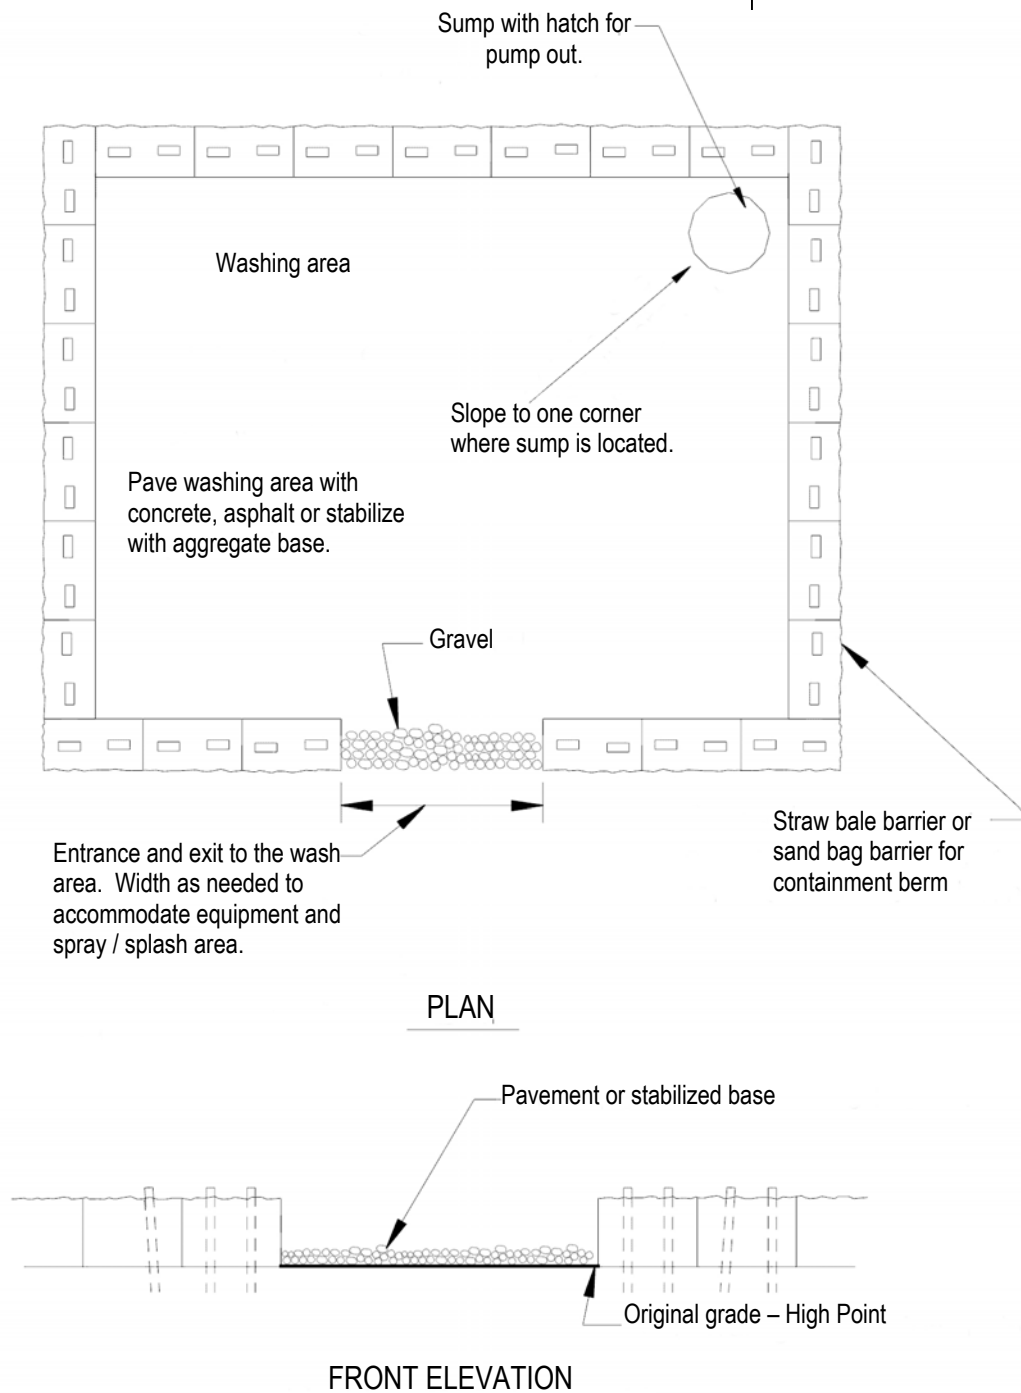 Sump with hatch for
pump out.
Washing area
Slope to one corner
where sump is located.
Pave washing area with
concrete, asphalt or stabilize
with aggregate base.
Gravel
Straw bale barrier or
sand bag barrier for
containment berm
Entrance and exit to the wash
area. Width as needed to
accommodate equipment and
spray / splash area.
PLAN
Pavement or stabilized base
Original grade – High Point
FRONT ELEVATION